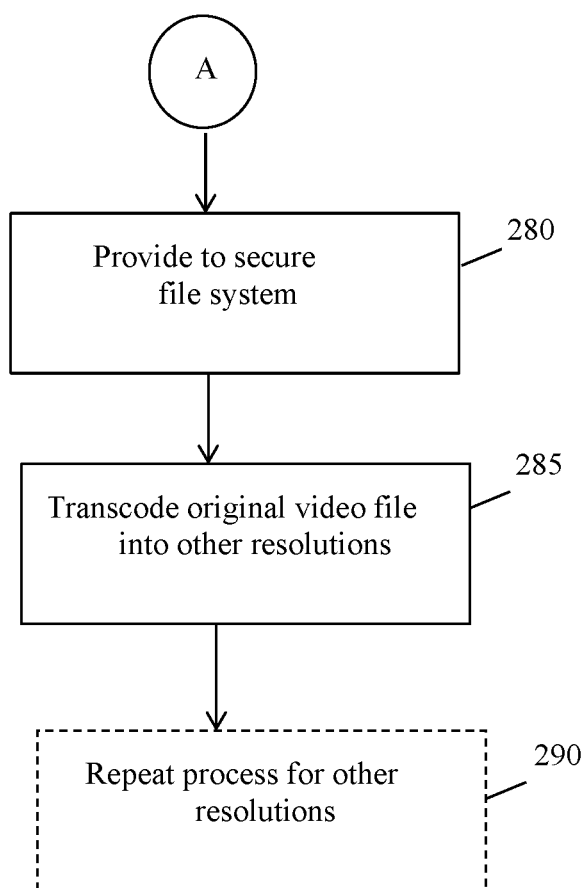 A
280
Provide to secure
file system
285
Transcode original video file
into other resolutions
290
Repeat process for other
resolutions